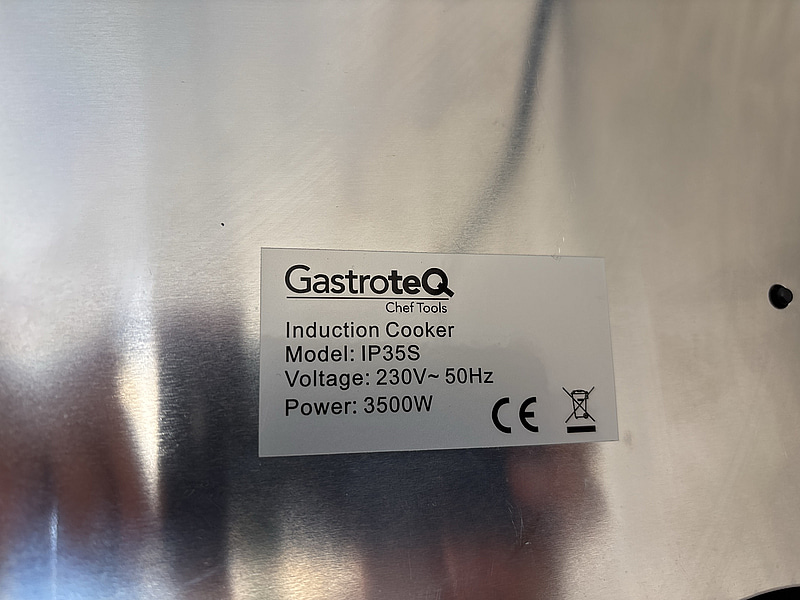 GastroteQ
Chef Tools
Induction Cooker
Model: IP35S
Voltage: 230V~ 50Hz
Power: 3500W
CE